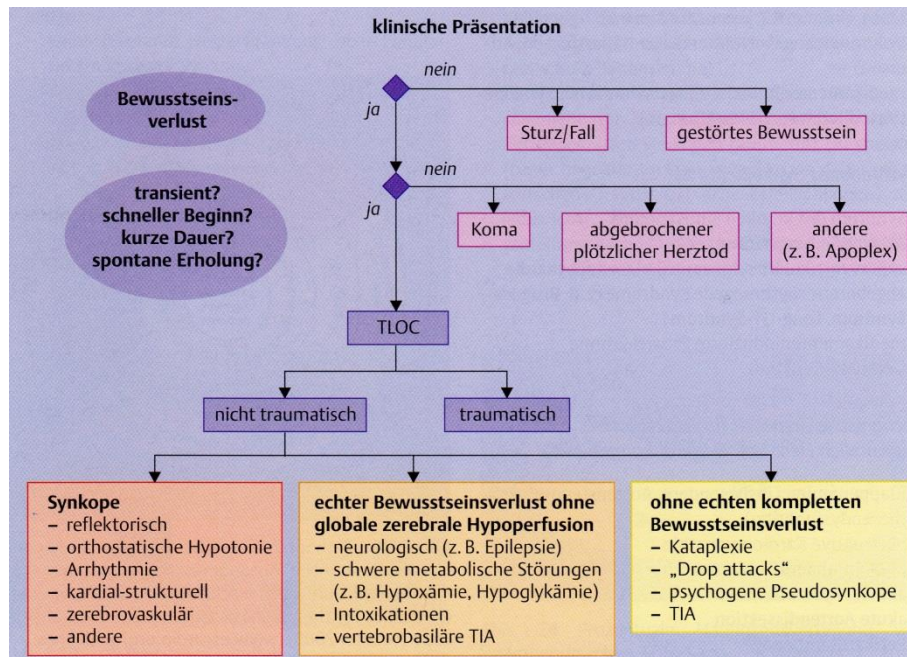 klinische Präsentation
Bewusstseins-
verlust
nein
ja
Sturz/Fall
gestörtes Bewusstsein
transient?
schneller Beginn?
kurze Dauer?
spontane Erholung?
nein
ja
Koma
abgebrochener
plötzlicher Herztod
andere
(z. B. Apoplex)
TLOC
nicht traumatisch
traumatisch
Synkope
– reflektorisch
– orthostatische Hypotonie
– Arrhythmie
– kardial-strukturell
– zerebrovaskulär
– andere
echter Bewusstseinsverlust ohne
globale zerebrale Hypoperfusion
– neurologisch (z. B. Epilepsie)
– schwere metabolische Störungen
(z. B. Hypoxämie, Hypoglykämie)
– Intoxikationen
– vertebrobasiläre TIA
ohne echten kompletten
Bewusstseinsverlust
– Kataplexie
– „Drop attacks“
– psychogene Pseudosynkope
– TIA